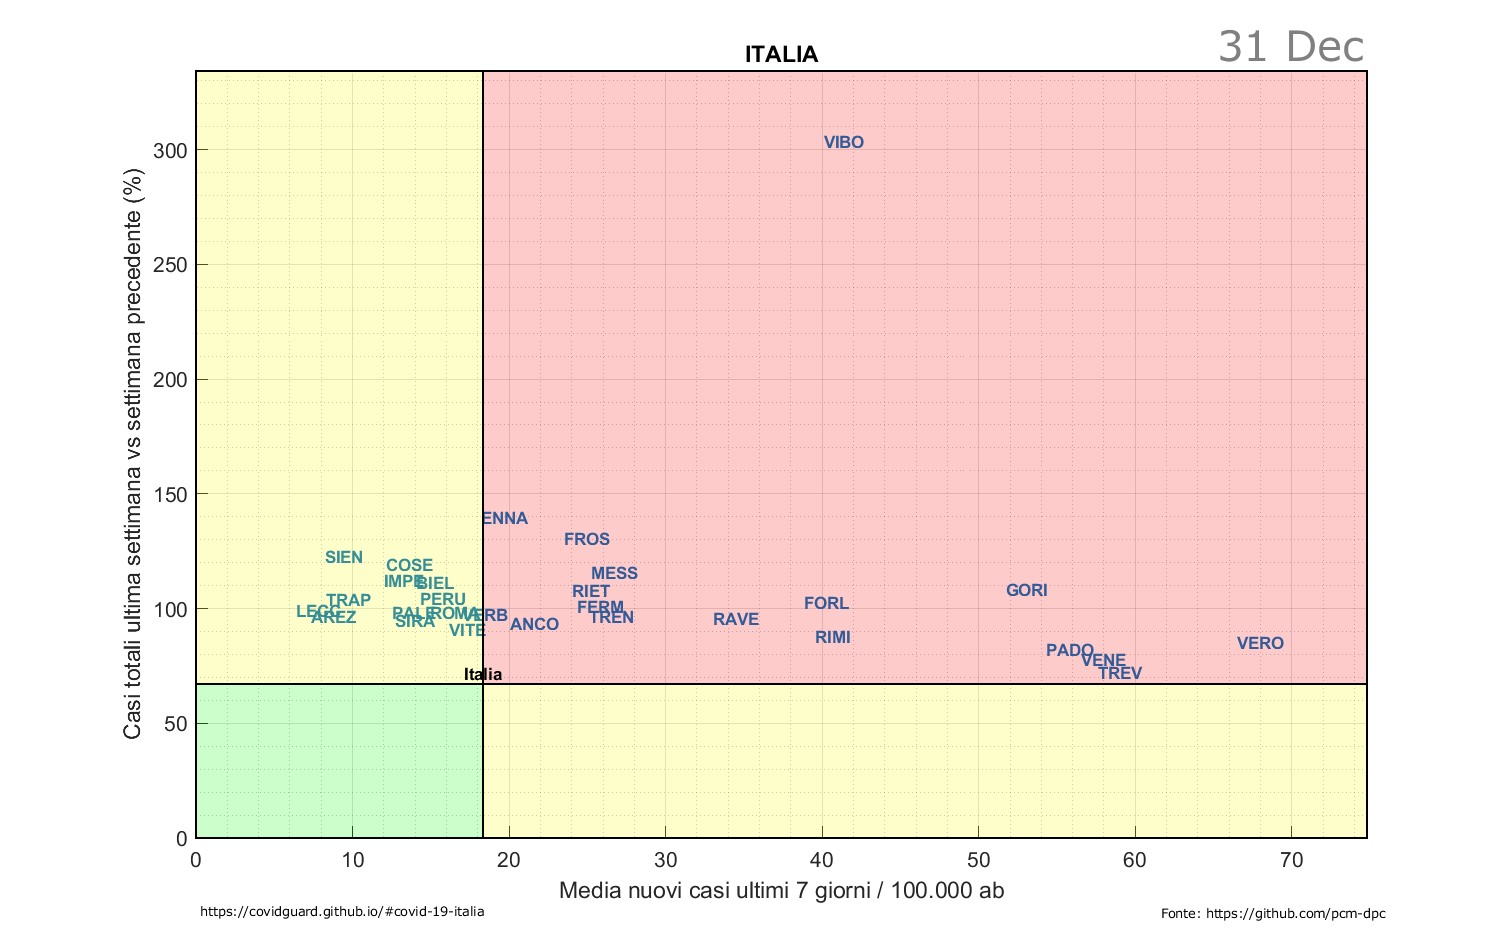 31 Dec
ITALIA
Casi totali ultima settimana vs settimana precedente (%)
300
250
200
150
100
50
0
VIBO
ENNA
FROS
SIEN
COSE
MESS
IMPE
BIEL
RIET
GORI
TRAP
PERU
FORL
FERM
LECC
AREZ
PALE
ROMA
VERB
TREN
SIRA
RAVE
ANCO
VITE
RIMI
VERO
PADO
VENE
TREV
Italia
0 10 20 30 40 50 60 70
Media nuovi casi ultimi 7 giorni / 100.000 ab
https://covidguard.github.io/#covid-19-italia
Fonte: https://github.com/pcm-dpc